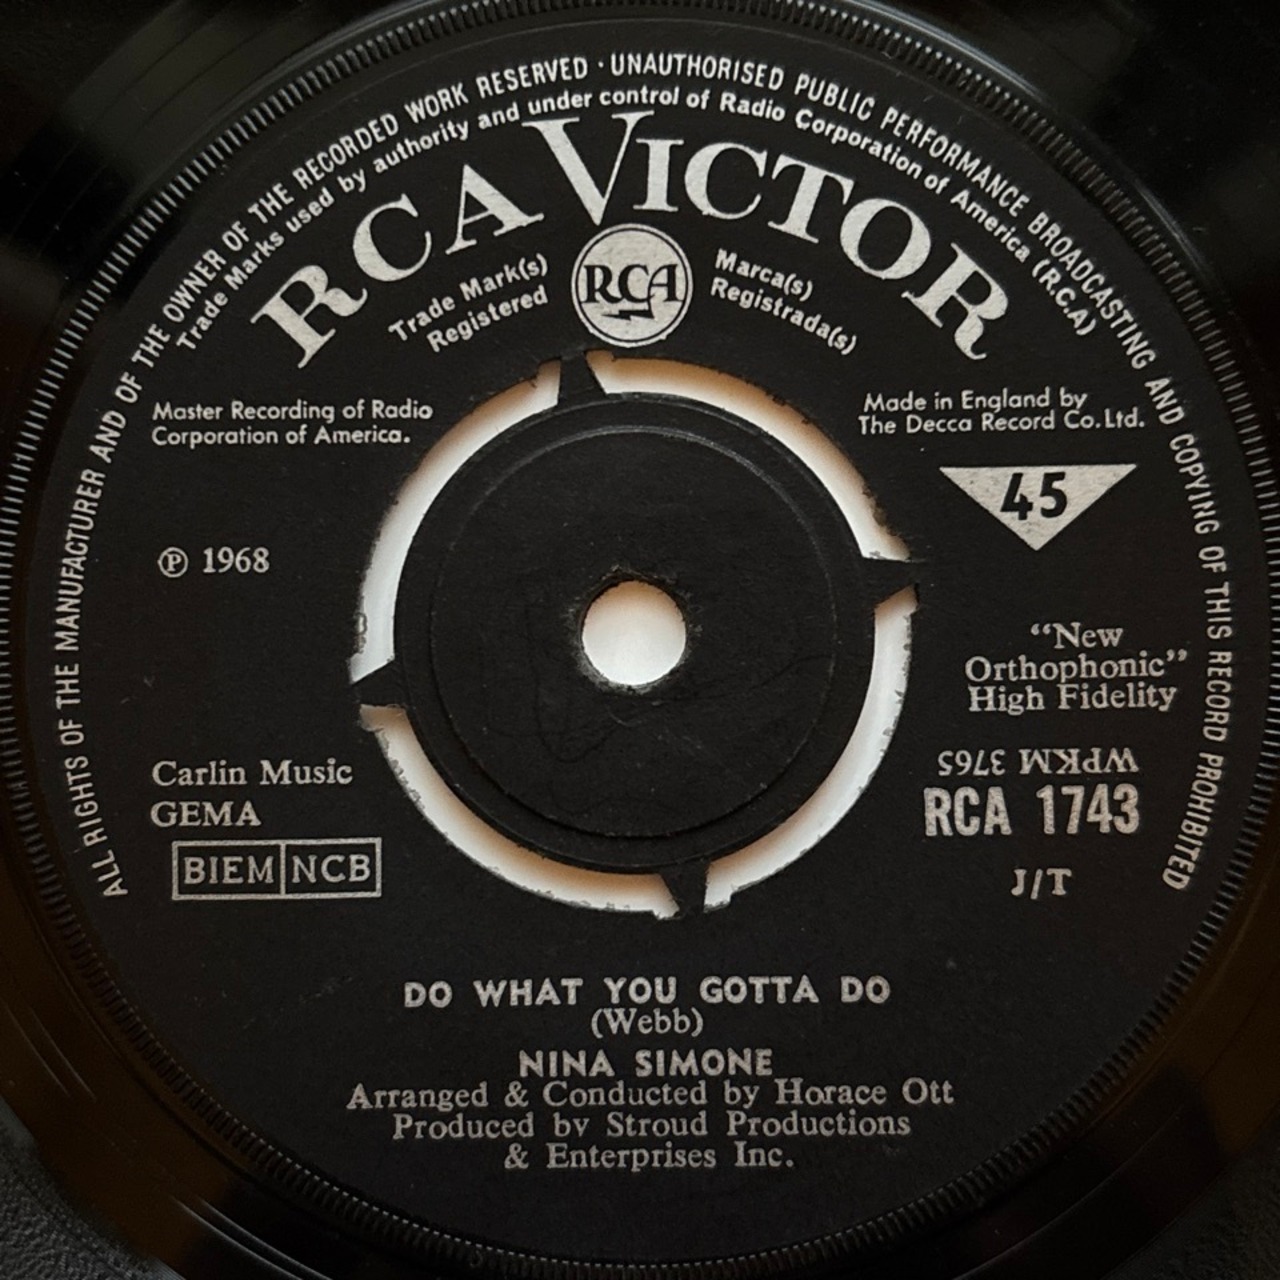 ALL RIGHTS OF THE MANUFACTURER AND OF THE OWNER OF THE RECORDED WORK RESERVED · UNAUTHORISED PUBLIC PERFORMANCE BROADCASTING AND COPYING OF THIS RECORD PROHIBITED
Trade Marks used by authority and under control of Radio Corporation of America (R.C.A)
RCA VICTOR
Trade Mark(s)
Registered
RCA
Marca(s)
Registrada(s)
Master Recording of Radio
Corporation of America.
Made in England by
The Decca Record Co. Ltd.
45
℗ 1968
"New
Orthophonic"
High Fidelity
WPKM 3765
RCA 1743
J/T
Carlin Music
GEMA
BIEM NCB
DO WHAT YOU GOTTA DO
(Webb)
NINA SIMONE
Arranged & Conducted by Horace Ott
Produced by Stroud Productions
& Enterprises Inc.